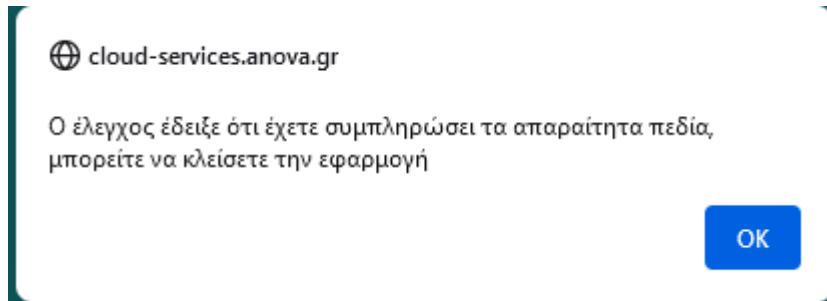 cloud-services.anova.gr
Ο έλεγχος έδειξε ότι έχετε συμπληρώσει τα απαραίτητα πεδία,
μπορείτε να κλείσετε την εφαρμογή
OK